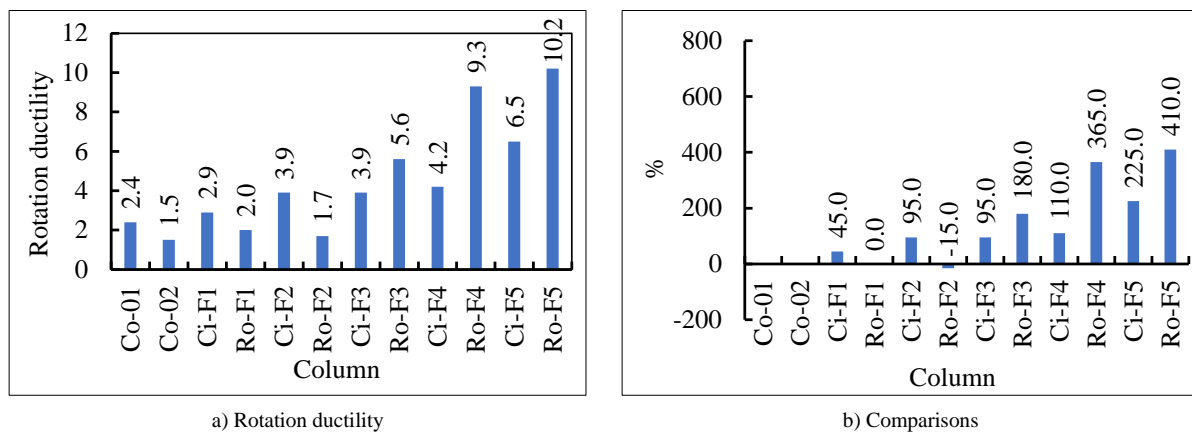 12
10
8
6
4
2
0
Rotation ductility
2.4
1.5
2.9
2.0
3.9
1.7
3.9
5.6
4.2
9.3
6.5
10.2
Co-01
Co-02
Ci-F1
Ro-F1
Ci-F2
Ro-F2
Ci-F3
Ro-F3
Ci-F4
Ro-F4
Ci-F5
Ro-F5
Column
a) Rotation ductility
800
600
400
200
0
-200
%
45.0
0.0
95.0
-15.0
95.0
180.0
110.0
365.0
225.0
410.0
Co-01
Co-02
Ci-F1
Ro-F1
Ci-F2
Ro-F2
Ci-F3
Ro-F3
Ci-F4
Ro-F4
Ci-F5
Ro-F5
Column
b) Comparisons